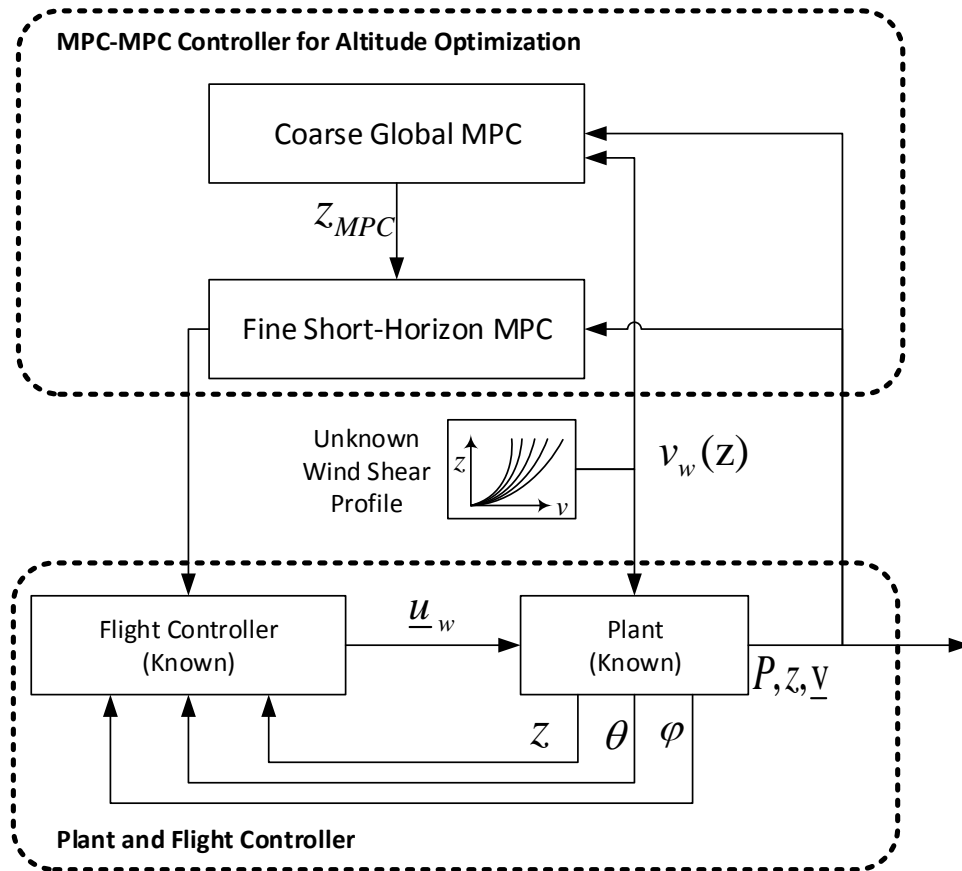 MPC-MPC Controller for Altitude Optimization
Coarse Global MPC
z_MPC
Fine Short-Horizon MPC
Unknown
Wind Shear
Profile
z
v
v_w(z)
Flight Controller
(Known)
u_w
Plant
(Known)
P, z, v
z
θ
φ
Plant and Flight Controller